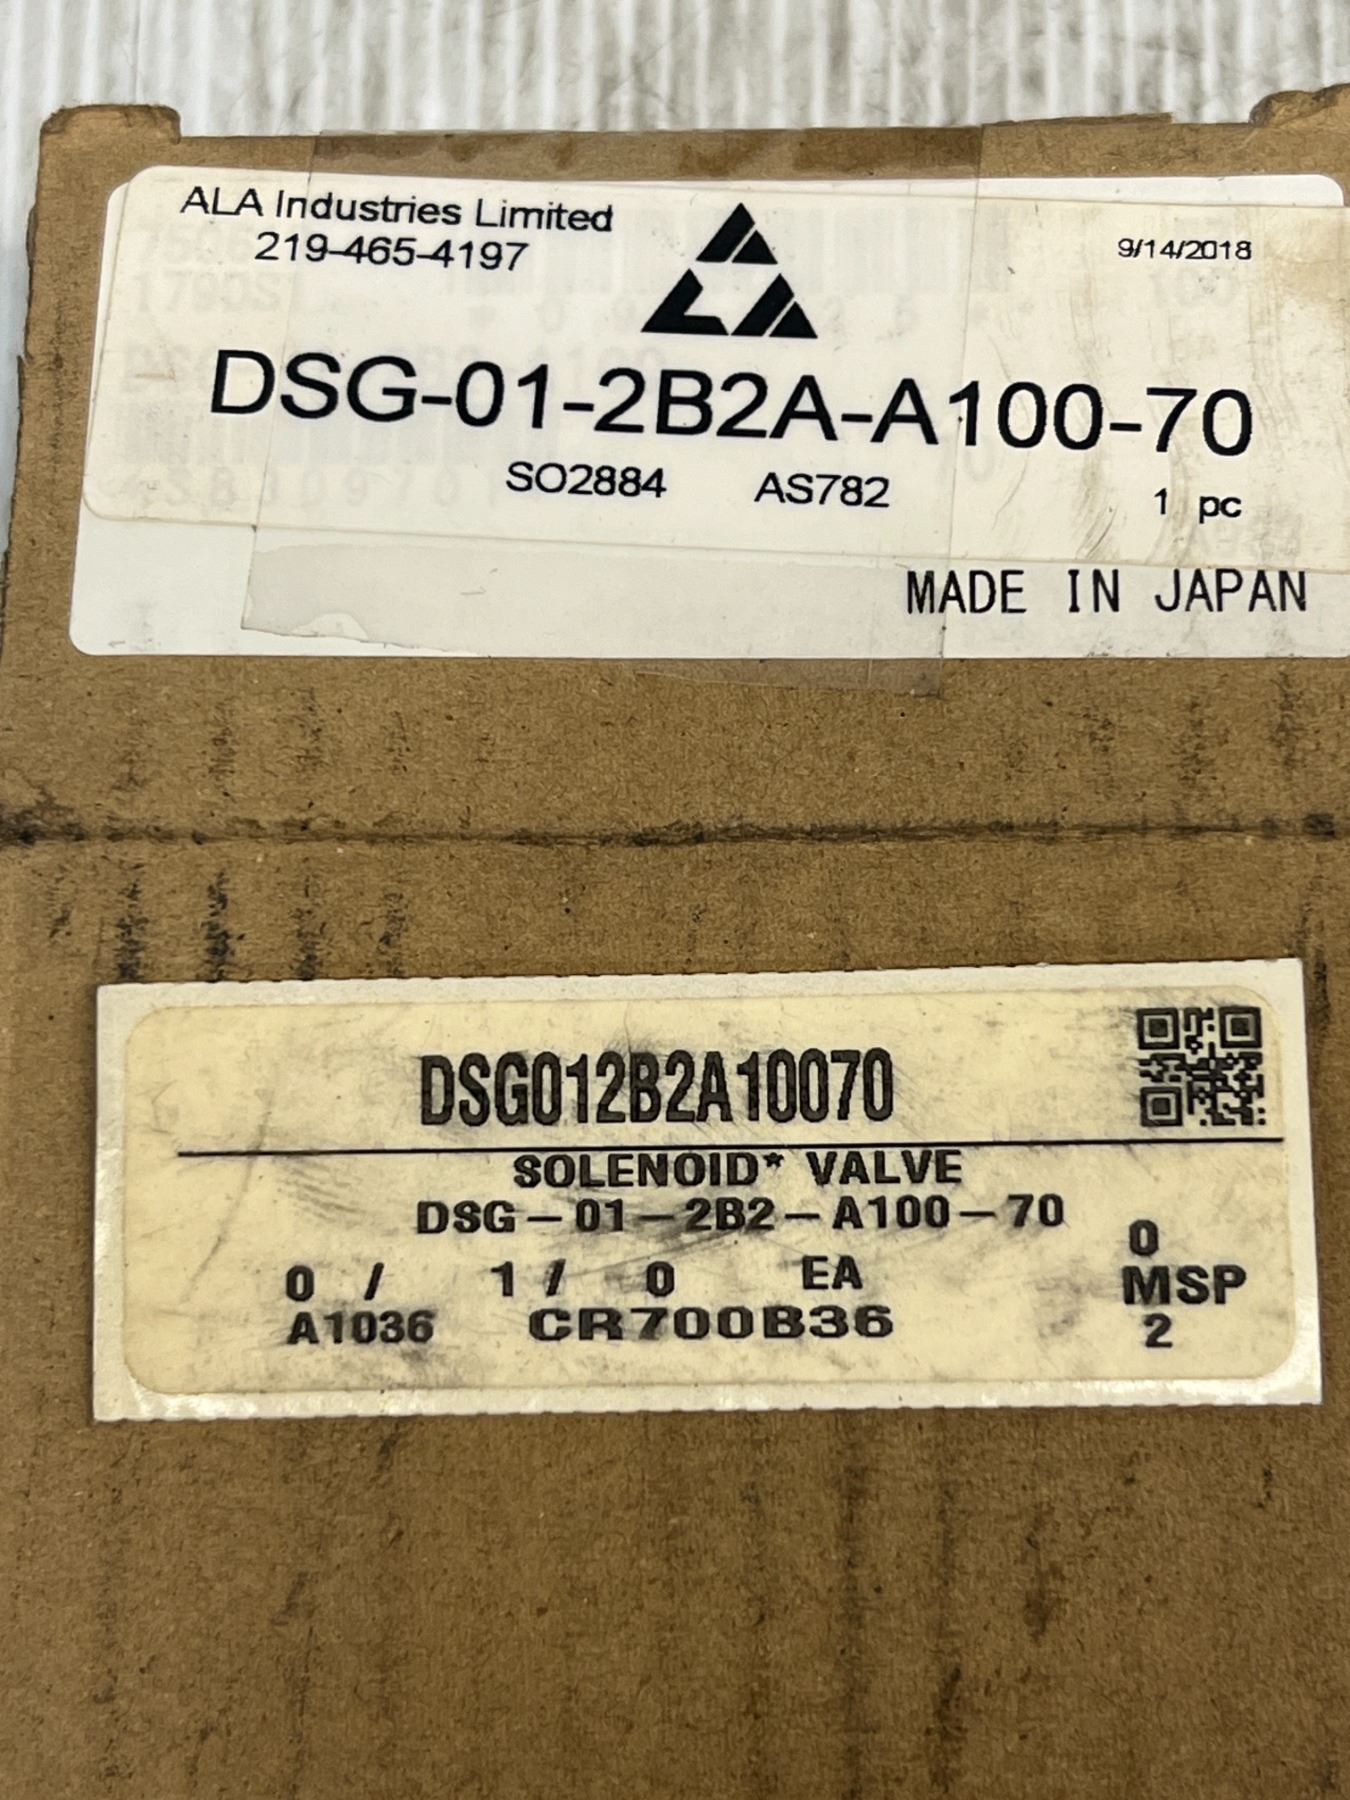 ALA Industries Limited
219-465-4197
9/14/2018
DSG-01-2B2A-A100-70
SO2884 AS782 1 pc
MADE IN JAPAN
DSG012B2A10070
SOLENOID* VALVE
DSG-01-2B2-A100-70
0 / 1 / 0 EA 0
MSP
A1036 CR700B36 2